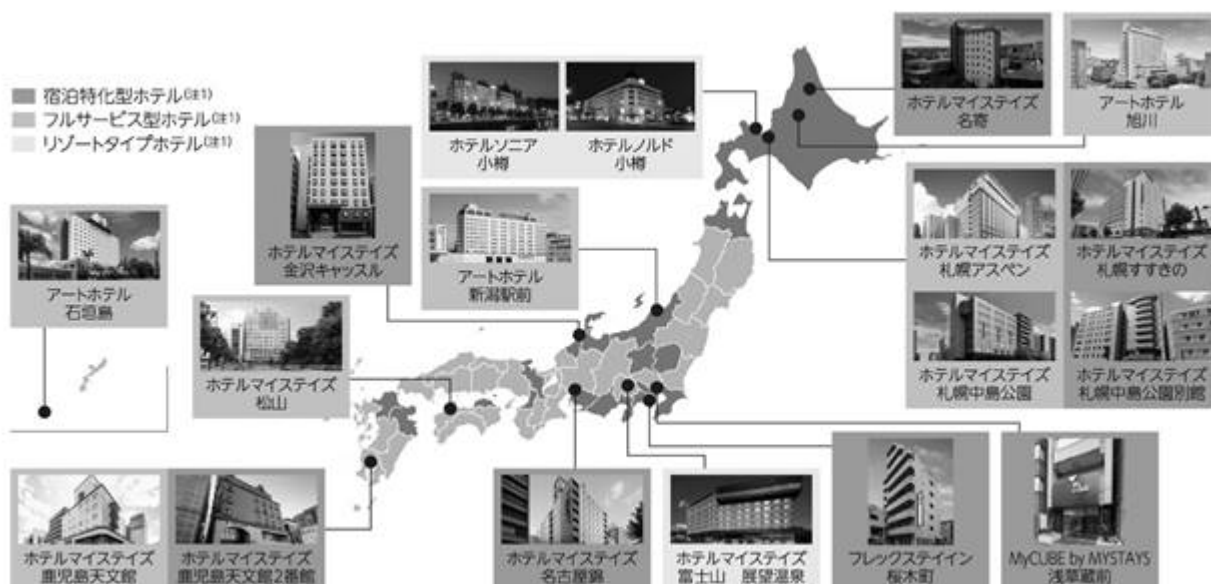 宿泊特化型ホテル(注1)
フルサービス型ホテル(注1)
リゾートタイプホテル(注1)
ホテルソニア
小樽
ホテルノルド
小樽
ホテルマイステイズ
名寄
アートホテル
旭川
ホテルマイステイズ
金沢キャッスル
アートホテル
新潟駅前
ホテルマイステイズ
札幌アスペン
ホテルマイステイズ
札幌すすきの
アートホテル
石垣島
ホテルマイステイズ
松山
ホテルマイステイズ
札幌中島公園
ホテルマイステイズ
札幌中島公園別館
ホテルマイステイズ
鹿児島天文館
ホテルマイステイズ
鹿児島天文館2番館
ホテルマイステイズ
名古屋錦
ホテルマイステイズ
富士山 展望温泉
フレックステイイン
桜木町
MyCUBE by MYSTAYS
浅草蔵前